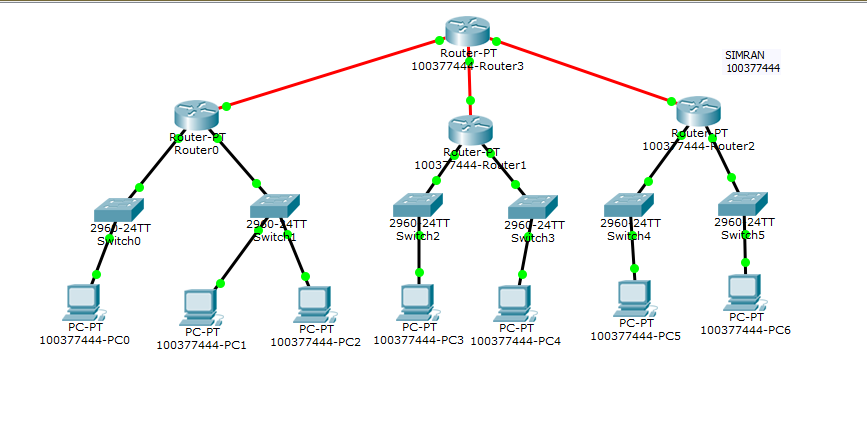 Router-PT
100377444-Router3
SIMRAN
100377444
Router-PT
Router0
Router-PT
100377444-Router1
Router-PT
100377444-Router2
2960-24TT
Switch0
2960-24TT
Switch1
2960-24TT
Switch2
2960-24TT
Switch3
2960-24TT
Switch4
2960-24TT
Switch5
PC-PT
100377444-PC0
PC-PT
100377444-PC1
PC-PT
100377444-PC2
PC-PT
100377444-PC3
PC-PT
100377444-PC4
PC-PT
100377444-PC5
PC-PT
100377444-PC6